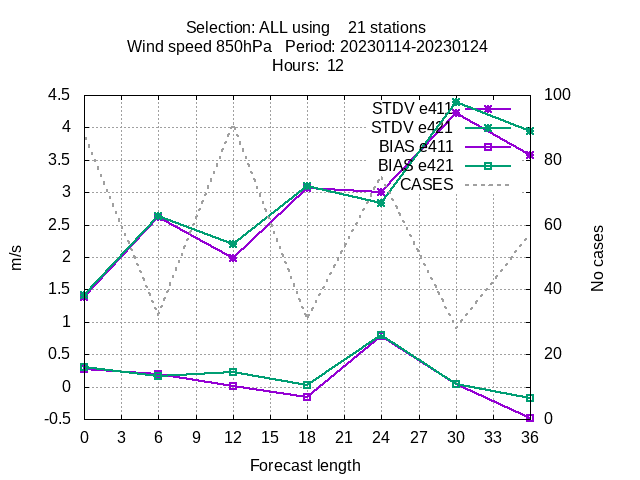 Selection: ALL using    21 stations
Wind speed 850hPa   Period: 20230114-20230124
Hours:  12
4.5
4
3.5
3
2.5
2
1.5
1
0.5
0
-0.5
m/s
STDV e411
STDV e421
BIAS e411
BIAS e421
CASES
100
80
60
40
20
0
No cases
0 3 6 9 12 15 18 21 24 27 30 33 36
Forecast length